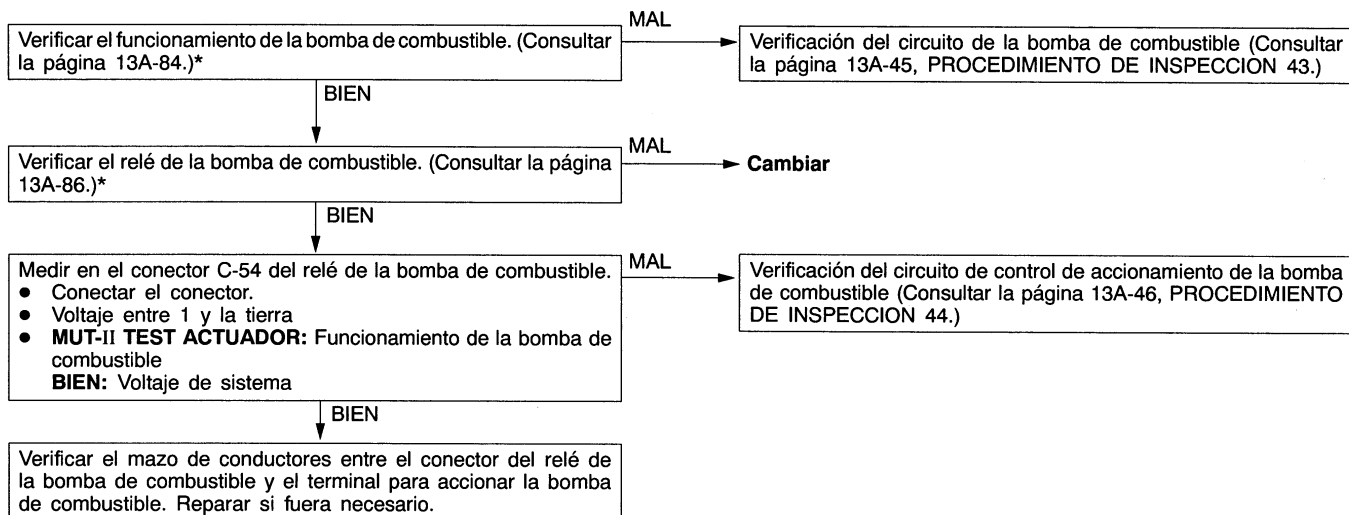 Verificar el funcionamiento de la bomba de combustible. (Consultar
la página 13A-84.)*
MAL
Verificación del circuito de la bomba de combustible (Consultar
la página 13A-45, PROCEDIMIENTO DE INSPECCION 43.)
BIEN
Verificar el relé de la bomba de combustible. (Consultar la página
13A-86.)*
MAL
Cambiar
BIEN
Medir en el conector C-54 del relé de la bomba de combustible.
● Conectar el conector.
● Voltaje entre 1 y la tierra
● MUT-II TEST ACTUADOR: Funcionamiento de la bomba de
combustible
BIEN: Voltaje de sistema
MAL
Verificación del circuito de control de accionamiento de la bomba
de combustible (Consultar la página 13A-46, PROCEDIMIENTO
DE INSPECCION 44.)
BIEN
Verificar el mazo de conductores entre el conector del relé de
la bomba de combustible y el terminal para accionar la bomba
de combustible. Reparar si fuera necesario.